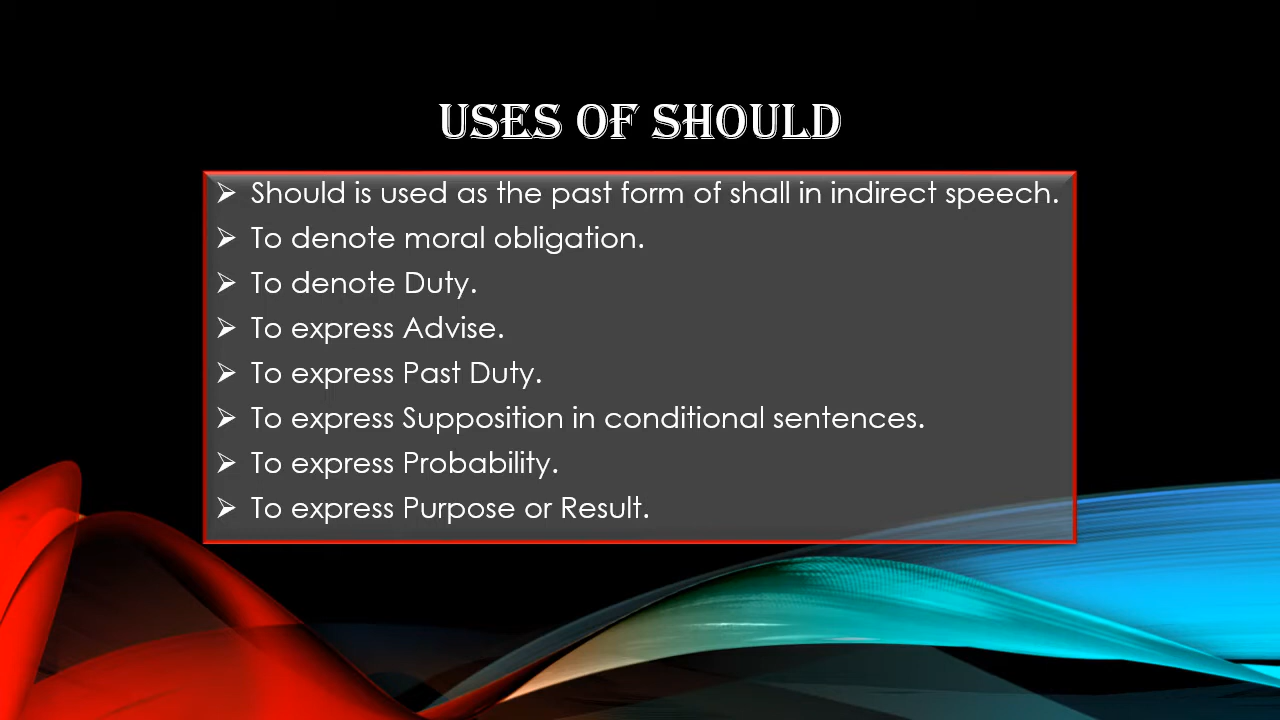 USES OF SHOULD
➢ Should is used as the past form of shall in indirect speech.
➢ To denote moral obligation.
➢ To denote Duty.
➢ To express Advise.
➢ To express Past Duty.
➢ To express Supposition in conditional sentences.
➢ To express Probability.
➢ To express Purpose or Result.